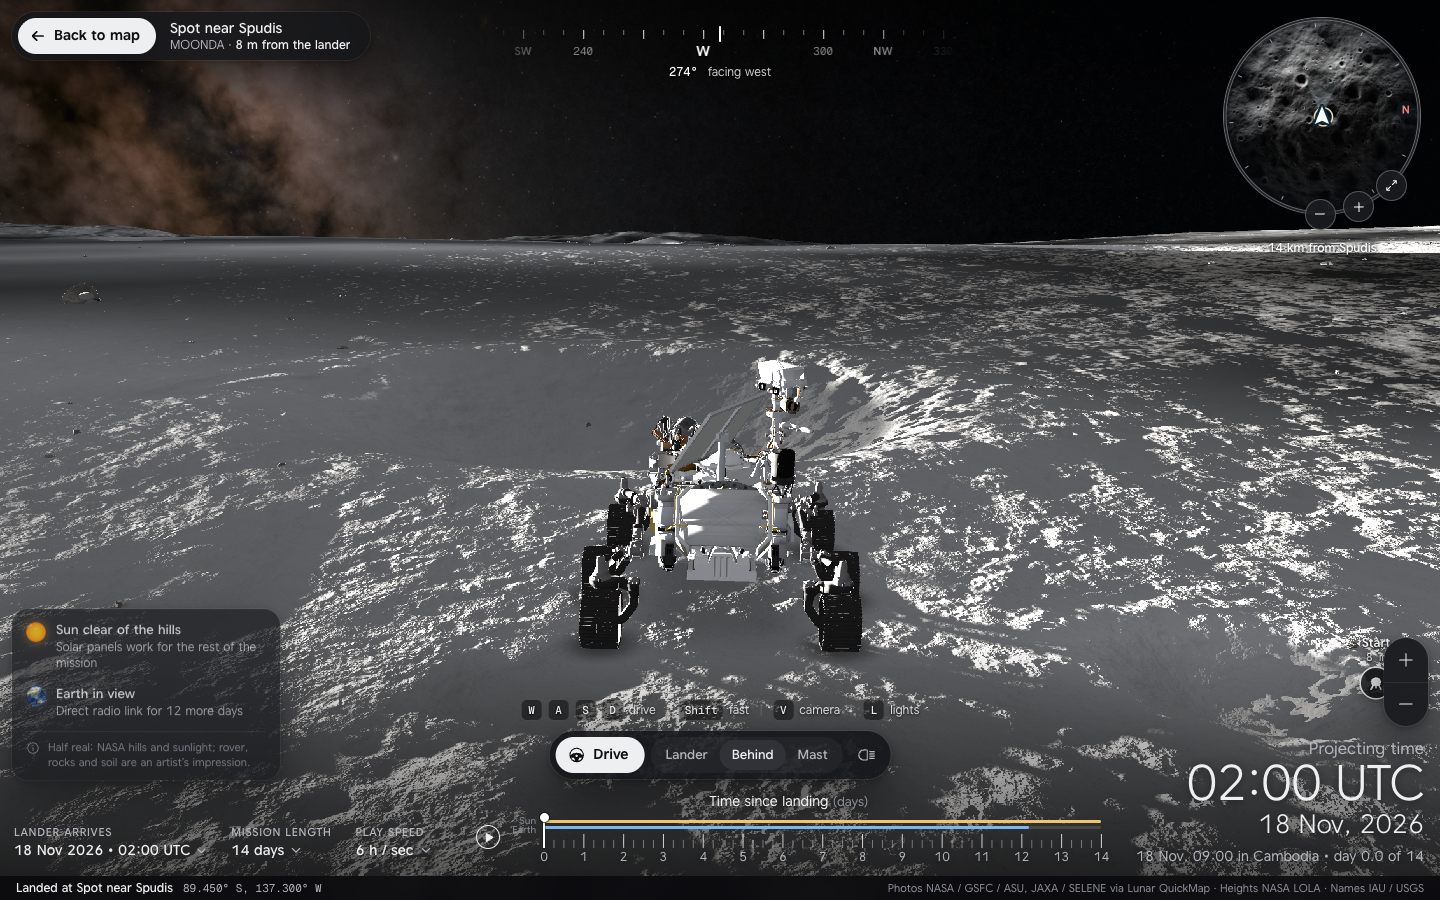 Back to map
Spot near Spudis
MOONDA · 8 m from the lander
SW 240 W 300 NW 330
274° facing west
N
14 km from Spudis
Sun clear of the hills
Solar panels work for the rest of the mission
Earth in view
Direct radio link for 12 more days
Half real: NASA hills and sunlight; rover, rocks and soil are an artist's impression.
W A S D drive Shift fast V camera L lights
Drive Lander Behind Mast
Start
Projecting time
02:00 UTC
18 Nov, 2026
18 Nov, 09:00 in Cambodia • day 0.0 of 14
Time since landing (days)
Sun
Earth
0 1 2 3 4 5 6 7 8 9 10 11 12 13 14
LANDER ARRIVES
18 Nov 2026 • 02:00 UTC
MISSION LENGTH
14 days
PLAY SPEED
6 h / sec
Landed at Spot near Spudis 89.450° S, 137.300° W
Photos NASA / GSFC / ASU, JAXA / SELENE via Lunar QuickMap · Heights NASA LOLA · Names IAU / USGS